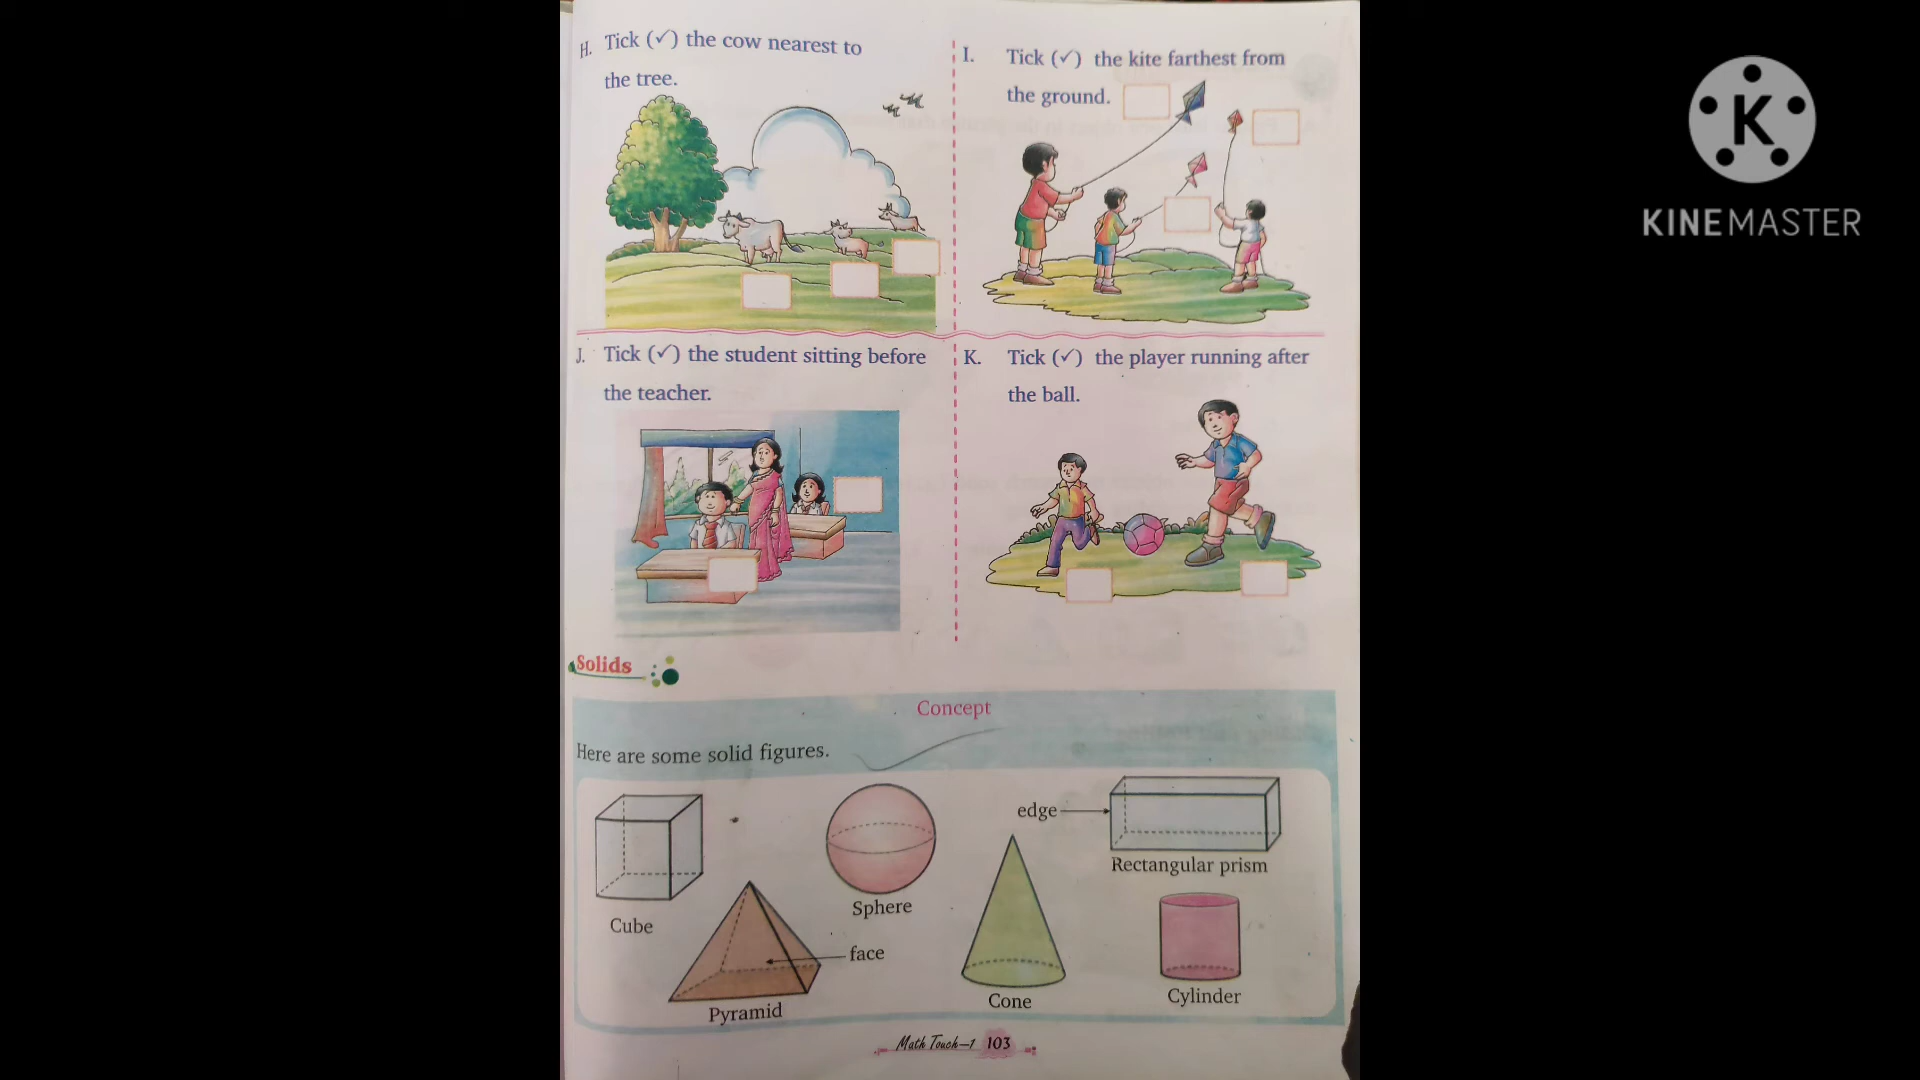 H. Tick (✓) the cow nearest to
the tree.
I. Tick (✓) the kite farthest from
the ground.
J. Tick (✓) the student sitting before
the teacher.
K. Tick (✓) the player running after
the ball.
Solids
Concept
Here are some solid figures.
Cube
Pyramid
face
Sphere
Cone
edge
Rectangular prism
Cylinder
Math Touch–1 103
K
KINEMASTER